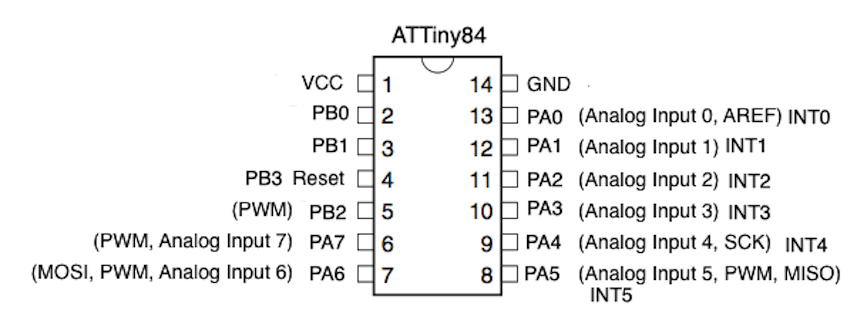 ATTiny84
VCC 1 14 GND
PB0 2 13 PA0 (Analog Input 0, AREF) INT0
PB1 3 12 PA1 (Analog Input 1) INT1
PB3 Reset 4 11 PA2 (Analog Input 2) INT2
(PWM) PB2 5 10 PA3 (Analog Input 3) INT3
(PWM, Analog Input 7) PA7 6 9 PA4 (Analog Input 4, SCK) INT4
(MOSI, PWM, Analog Input 6) PA6 7 8 PA5 (Analog Input 5, PWM, MISO)
INT5